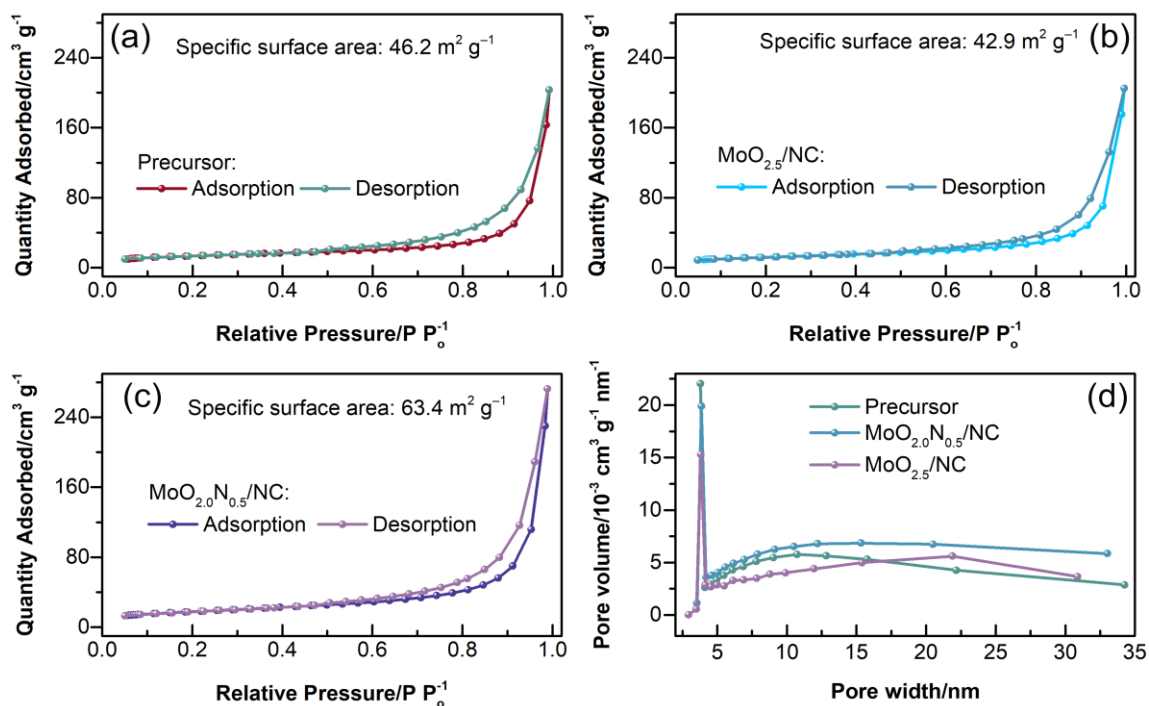 (a)
Specific surface area: 46.2 m² g⁻¹
Quantity Adsorbed/cm³ g⁻¹
240
160
80
0
Precursor:
Adsorption
Desorption
0.0 0.2 0.4 0.6 0.8 1.0
Relative Pressure/P Pₒ⁻¹
(b)
Specific surface area: 42.9 m² g⁻¹
Quantity Adsorbed/cm³ g⁻¹
240
160
80
0
MoO₂.₅/NC:
Adsorption
Desorption
0.0 0.2 0.4 0.6 0.8 1.0
Relative Pressure/P Pₒ⁻¹
(c)
Specific surface area: 63.4 m² g⁻¹
Quantity Adsorbed/cm³ g⁻¹
240
160
80
0
MoO₂.₀N₀.₅/NC:
Adsorption
Desorption
0.0 0.2 0.4 0.6 0.8 1.0
Relative Pressure/P Pₒ⁻¹
(d)
Pore volume/10⁻³ cm³ g⁻¹ nm⁻¹
20
15
10
5
0
Precursor
MoO₂.₀N₀.₅/NC
MoO₂.₅/NC
5 10 15 20 25 30 35
Pore width/nm